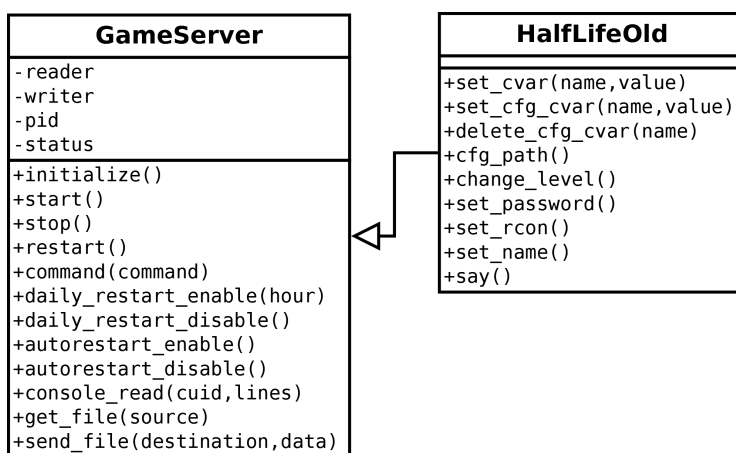 GameServer
-reader
-writer
-pid
-status
+initialize()
+start()
+stop()
+restart()
+command(command)
+daily_restart_enable(hour)
+daily_restart_disable()
+autorestart_enable()
+autorestart_disable()
+console_read(cuid,lines)
+get_file(source)
+send_file(destination,data)
HalfLifeOld
+set_cvar(name,value)
+set_cfg_cvar(name,value)
+delete_cfg_cvar(name)
+cfg_path()
+change_level()
+set_password()
+set_rcon()
+set_name()
+say()